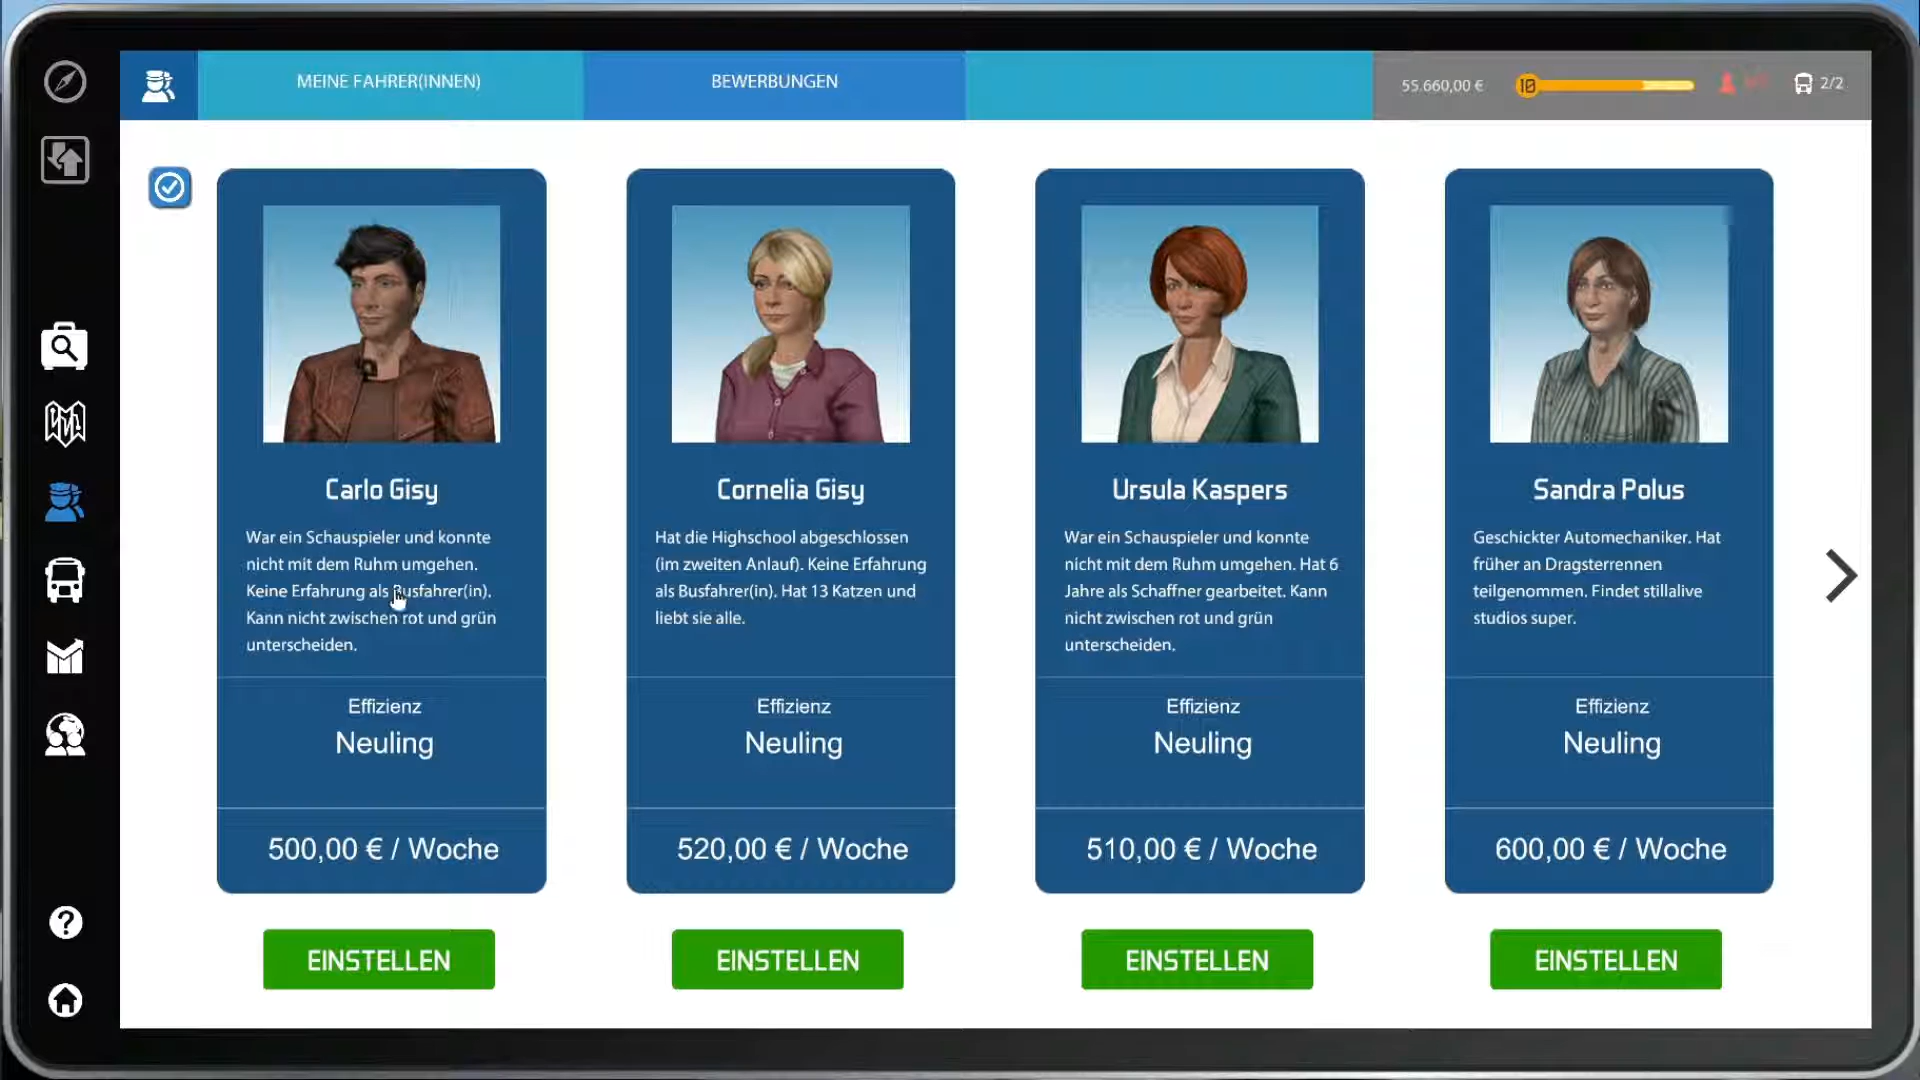 MEINE FAHRER(INNEN)
BEWERBUNGEN
55.660,00 €
10
2/2
Carlo Gisy
War ein Schauspieler und konnte
nicht mit dem Ruhm umgehen.
Keine Erfahrung als Busfahrer(in).
Kann nicht zwischen rot und grün
unterscheiden.
Effizienz
Neuling
500,00 € / Woche
EINSTELLEN
Cornelia Gisy
Hat die Highschool abgeschlossen
(im zweiten Anlauf). Keine Erfahrung
als Busfahrer(in). Hat 13 Katzen und
liebt sie alle.
Effizienz
Neuling
520,00 € / Woche
EINSTELLEN
Ursula Kaspers
War ein Schauspieler und konnte
nicht mit dem Ruhm umgehen. Hat 6
Jahre als Schaffner gearbeitet. Kann
nicht zwischen rot und grün
unterscheiden.
Effizienz
Neuling
510,00 € / Woche
EINSTELLEN
Sandra Polus
Geschickter Automechaniker. Hat
früher an Dragsterrennen
teilgenommen. Findet stillalive
studios super.
Effizienz
Neuling
600,00 € / Woche
EINSTELLEN